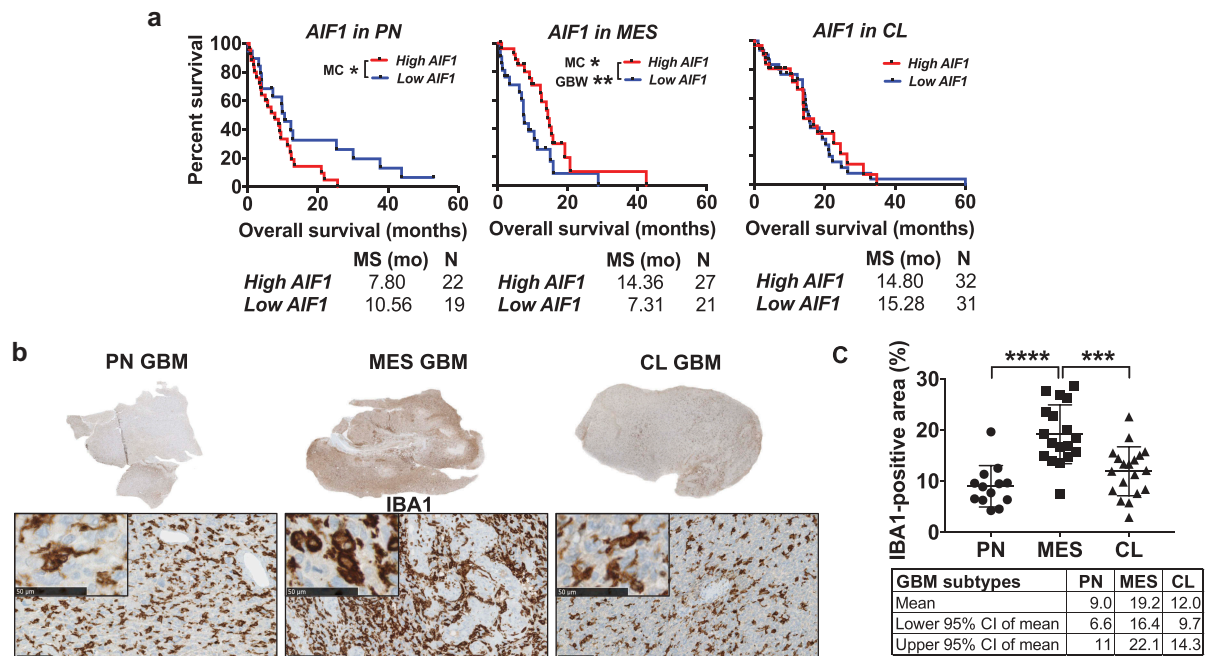 a
AIF1 in PN
AIF1 in MES
AIF1 in CL
Percent survival
100
80
60
40
20
0
MC *
High AIF1
Low AIF1
MC *
GBW **
High AIF1
Low AIF1
High AIF1
Low AIF1
0 20 40 60
0 20 40 60
0 20 40 60
Overall survival (months)
Overall survival (months)
Overall survival (months)
MS (mo) N
High AIF1 7.80 22
Low AIF1 10.56 19
MS (mo) N
High AIF1 14.36 27
Low AIF1 7.31 21
MS (mo) N
High AIF1 14.80 32
Low AIF1 15.28 31
b
PN GBM
MES GBM
CL GBM
IBA1
50 µm
50 µm
50 µm
C
IBA1-positive area (%)
**** ***
30
20
10
0
PN MES CL
GBM subtypes PN MES CL
Mean 9.0 19.2 12.0
Lower 95% CI of mean 6.6 16.4 9.7
Upper 95% CI of mean 11 22.1 14.3